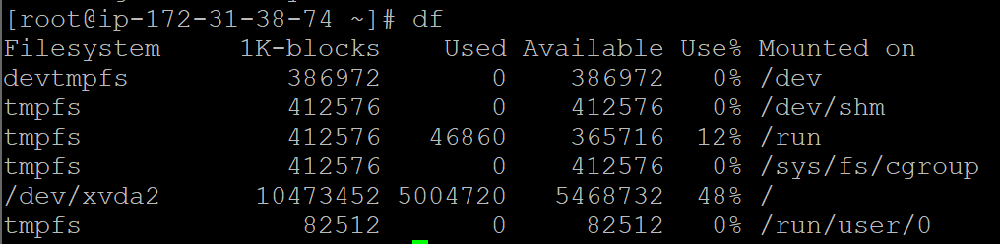 [root@ip-172-31-38-74 ~]# df
Filesystem     1K-blocks    Used Available Use% Mounted on
devtmpfs          386972       0    386972   0% /dev
tmpfs             412576       0    412576   0% /dev/shm
tmpfs             412576   46860    365716  12% /run
tmpfs             412576       0    412576   0% /sys/fs/cgroup
/dev/xvda2      10473452 5004720   5468732  48% /
tmpfs              82512       0     82512   0% /run/user/0